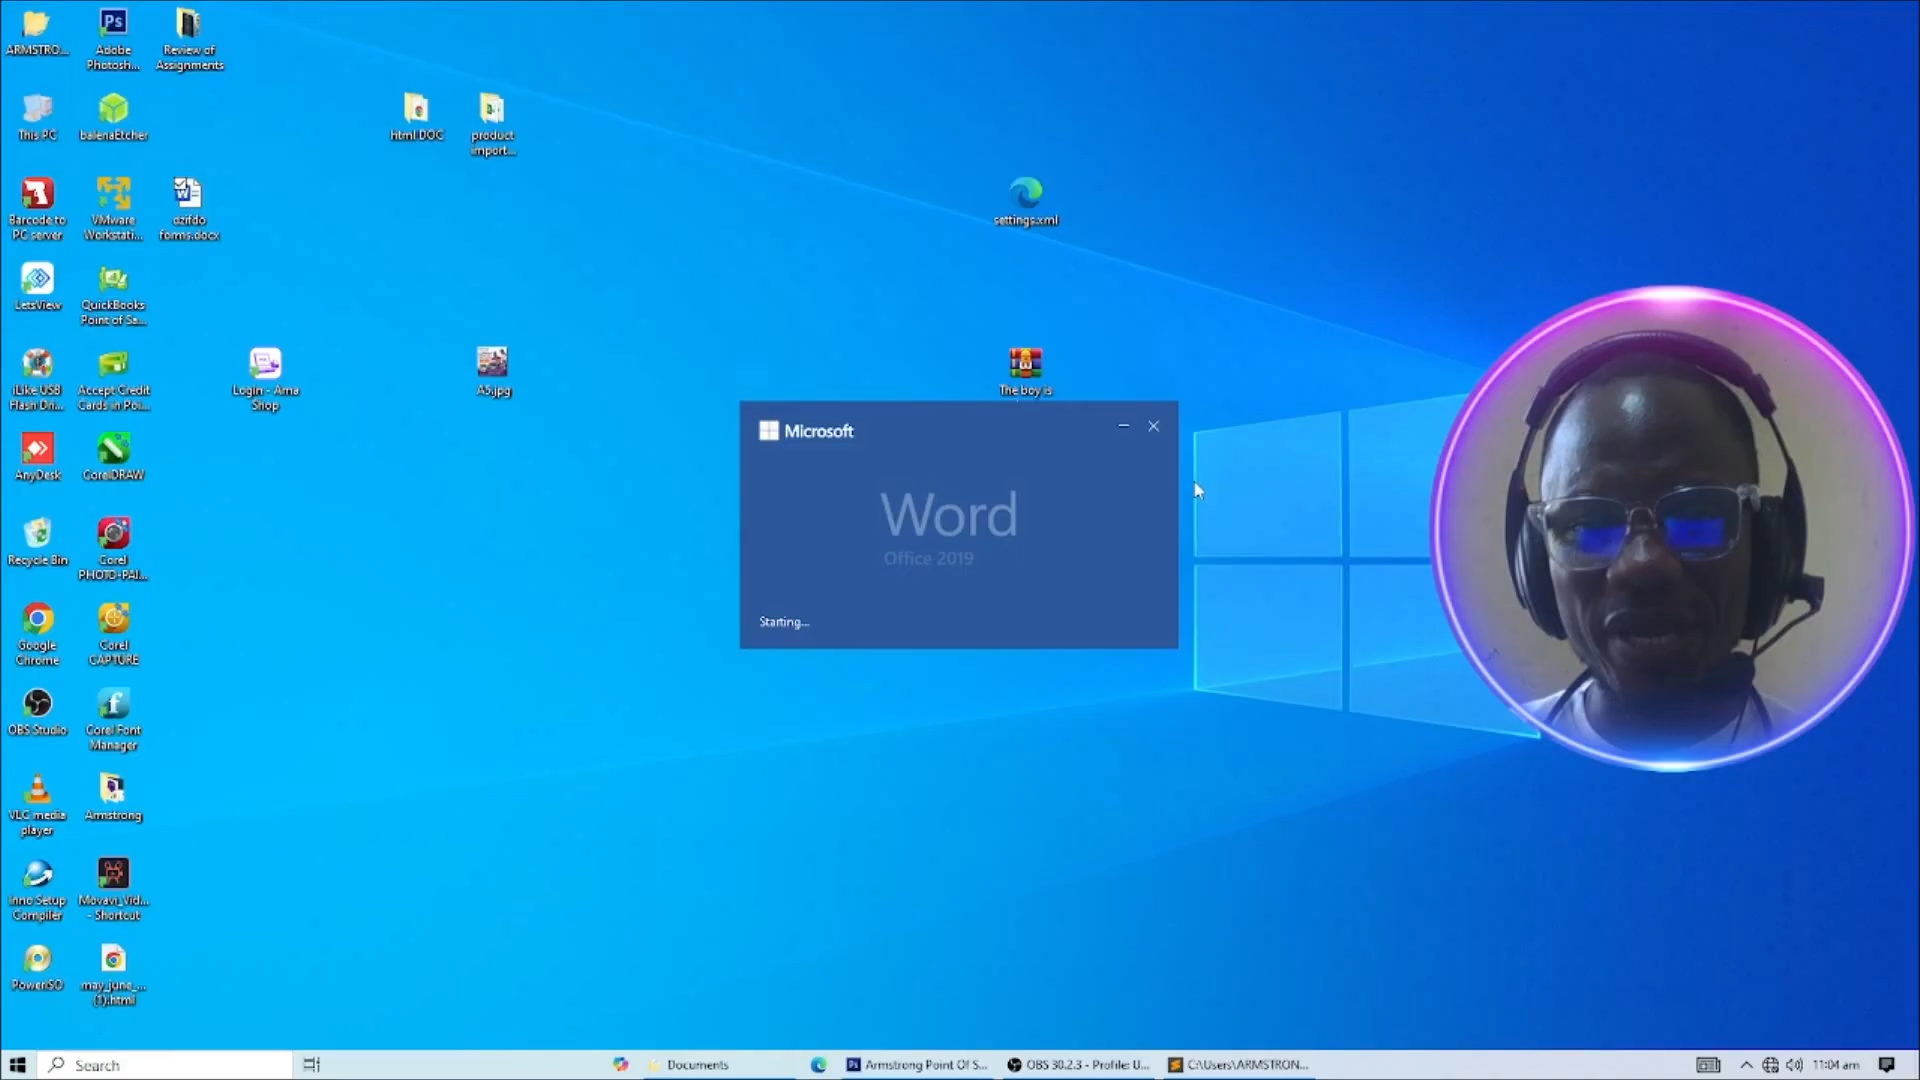 ARMSTRO...
Adobe
Photosh...
Review of
Assignments
This PC
balenaEtcher
html DOC
product
import...
Barcode to
PC server
VMware
Workstati...
dzifdo
forms.docx
settings.xml
LetsView
QuickBooks
Point of Sa...
iLike USB
Flash Dri...
Accept Credit
Cards in Poi...
Login - Ama
Shop
A5.jpg
The boy is
AnyDesk
CorelDRAW
Microsoft
Word
Office 2019
Starting...
Recycle Bin
Corel
PHOTO-PAI...
Google
Chrome
Corel
CAPTURE
OBS Studio
Corel Font
Manager
VLC media
player
Armstrong
Inno Setup
Compiler
Movavi_Vid...
- Shortcut
PowerISO
may_june_...
(1).html
Search
Documents
Armstrong Point Of S...
OBS 30.2.3 - Profile: U...
C:\Users\ARMSTRON...
11:04 am